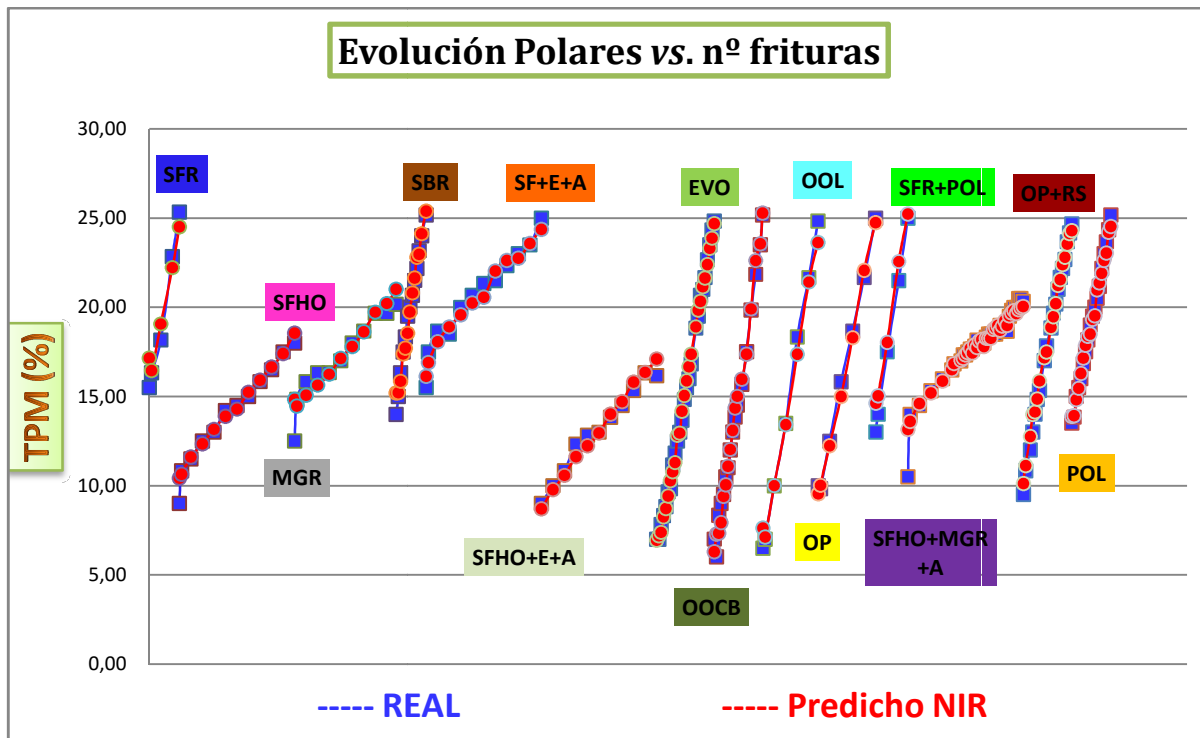 Evolución Polares vs. nº frituras
TPM (%)
30,00
25,00
20,00
15,00
10,00
5,00
0,00
SFR
SFHO
MGR
SBR
SF+E+A
SFHO+E+A
EVO
OOCB
OOL
OP
SFR+POL
SFHO+MGR
+A
OP+RS
POL
----- REAL
----- Predicho NIR